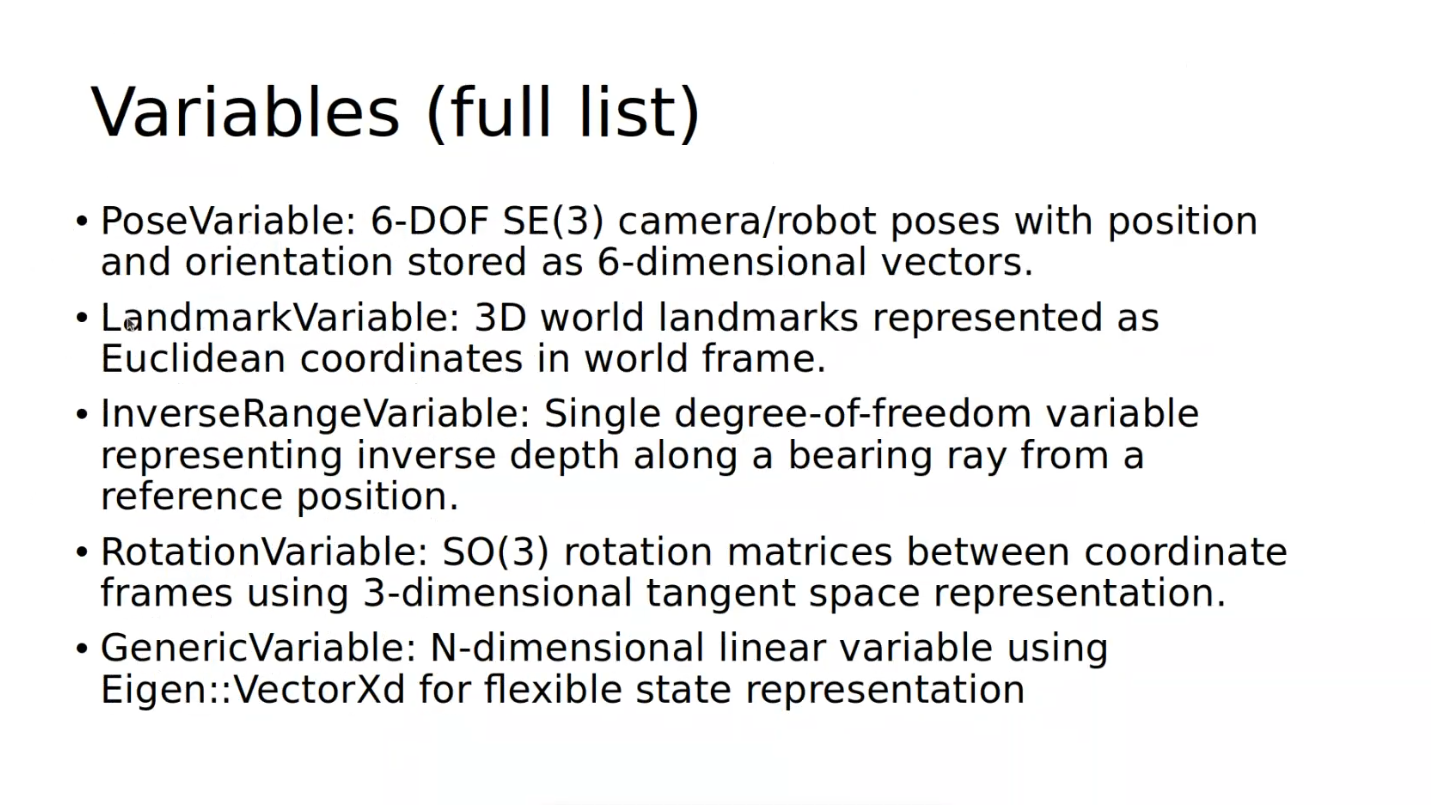 Variables (full list)
• PoseVariable: 6-DOF SE(3) camera/robot poses with position
and orientation stored as 6-dimensional vectors.
• LandmarkVariable: 3D world landmarks represented as
Euclidean coordinates in world frame.
• InverseRangeVariable: Single degree-of-freedom variable
representing inverse depth along a bearing ray from a
reference position.
• RotationVariable: SO(3) rotation matrices between coordinate
frames using 3-dimensional tangent space representation.
• GenericVariable: N-dimensional linear variable using
Eigen::VectorXd for flexible state representation